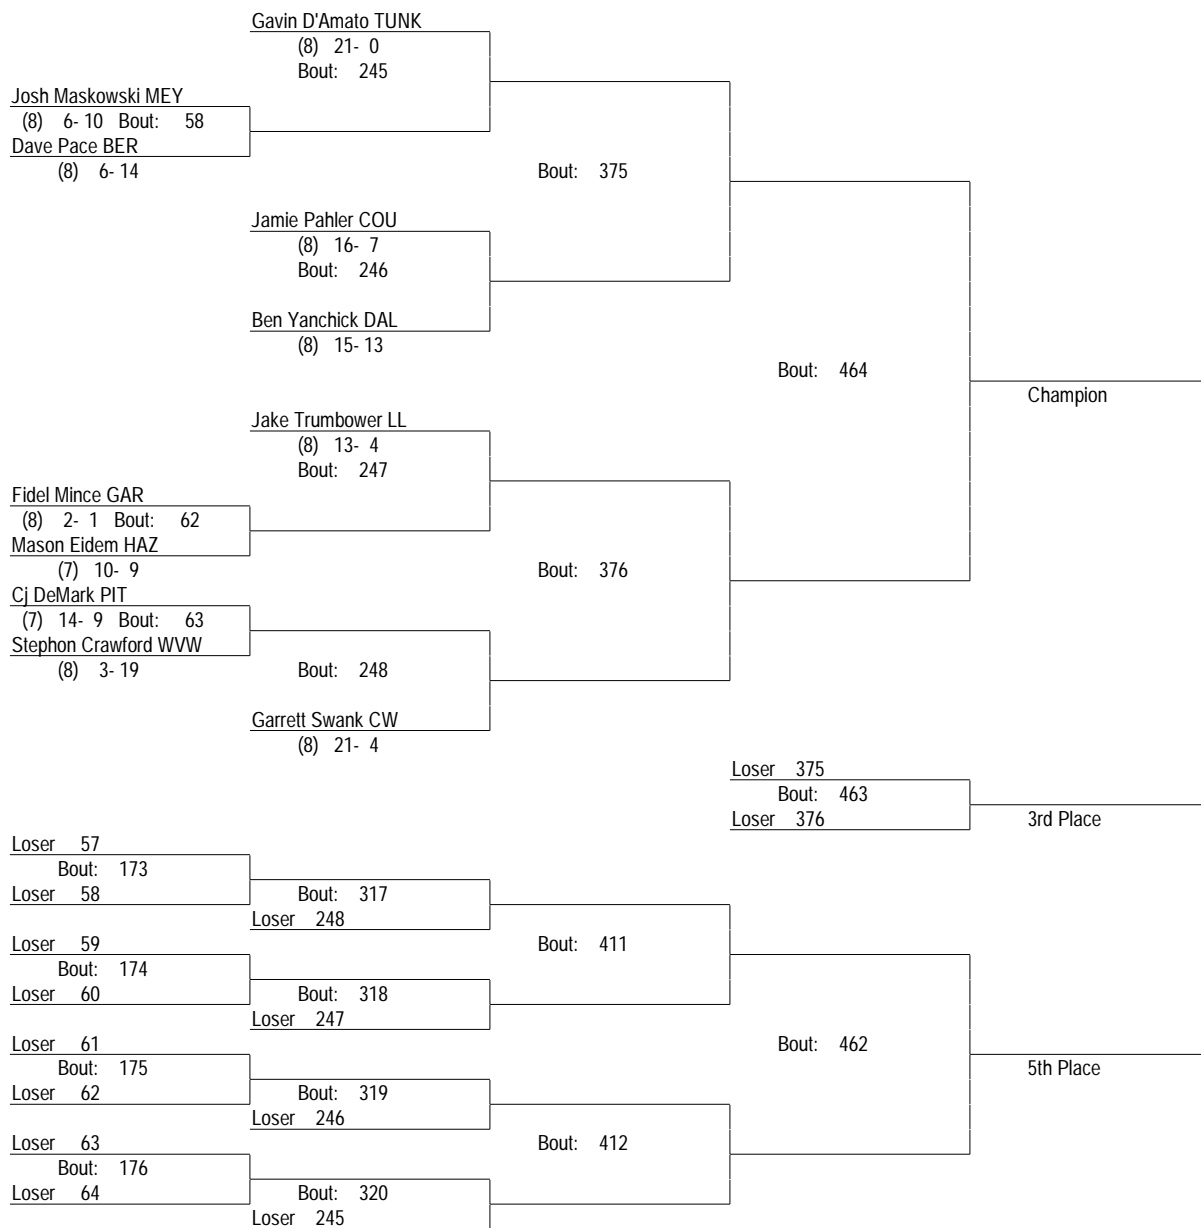 Gavin D'Amato TUNK
(8) 21- 0
Bout: 245
Josh Maskowski MEY
(8) 6- 10 Bout: 58
Dave Pace BER
(8) 6- 14
Bout: 375
Jamie Pahler COU
(8) 16- 7
Bout: 246
Ben Yanchick DAL
(8) 15- 13
Bout: 464
Champion
Jake Trumbower LL
(8) 13- 4
Bout: 247
Fidel Mince GAR
(8) 2- 1 Bout: 62
Mason Eidem HAZ
(7) 10- 9
Bout: 376
Cj DeMark PIT
(7) 14- 9 Bout: 63
Stephon Crawford WVW
(8) 3- 19
Bout: 248
Garrett Swank CW
(8) 21- 4
Loser 375
Bout: 463
Loser 376
3rd Place
Loser 57
Bout: 173
Loser 58
Bout: 317
Loser 248
Bout: 411
Loser 59
Bout: 174
Loser 60
Bout: 318
Loser 247
Bout: 462
5th Place
Loser 61
Bout: 175
Loser 62
Bout: 319
Loser 246
Bout: 412
Loser 63
Bout: 176
Loser 64
Bout: 320
Loser 245